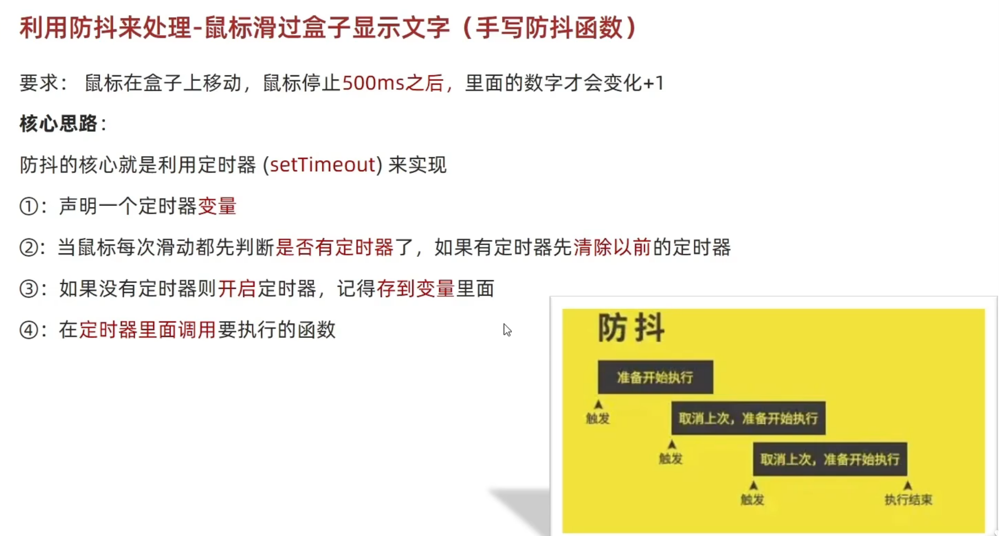 利用防抖来处理-鼠标滑过盒子显示文字（手写防抖函数）
要求： 鼠标在盒子上移动，鼠标停止500ms之后，里面的数字才会变化+1
核心思路：
防抖的核心就是利用定时器 (setTimeout) 来实现
①：声明一个定时器变量
②：当鼠标每次滑动都先判断是否有定时器了，如果有定时器先清除以前的定时器
③：如果没有定时器则开启定时器，记得存到变量里面
④：在定时器里面调用要执行的函数
防抖
准备开始执行
触发
取消上次，准备开始执行
触发
取消上次，准备开始执行
触发
执行结束